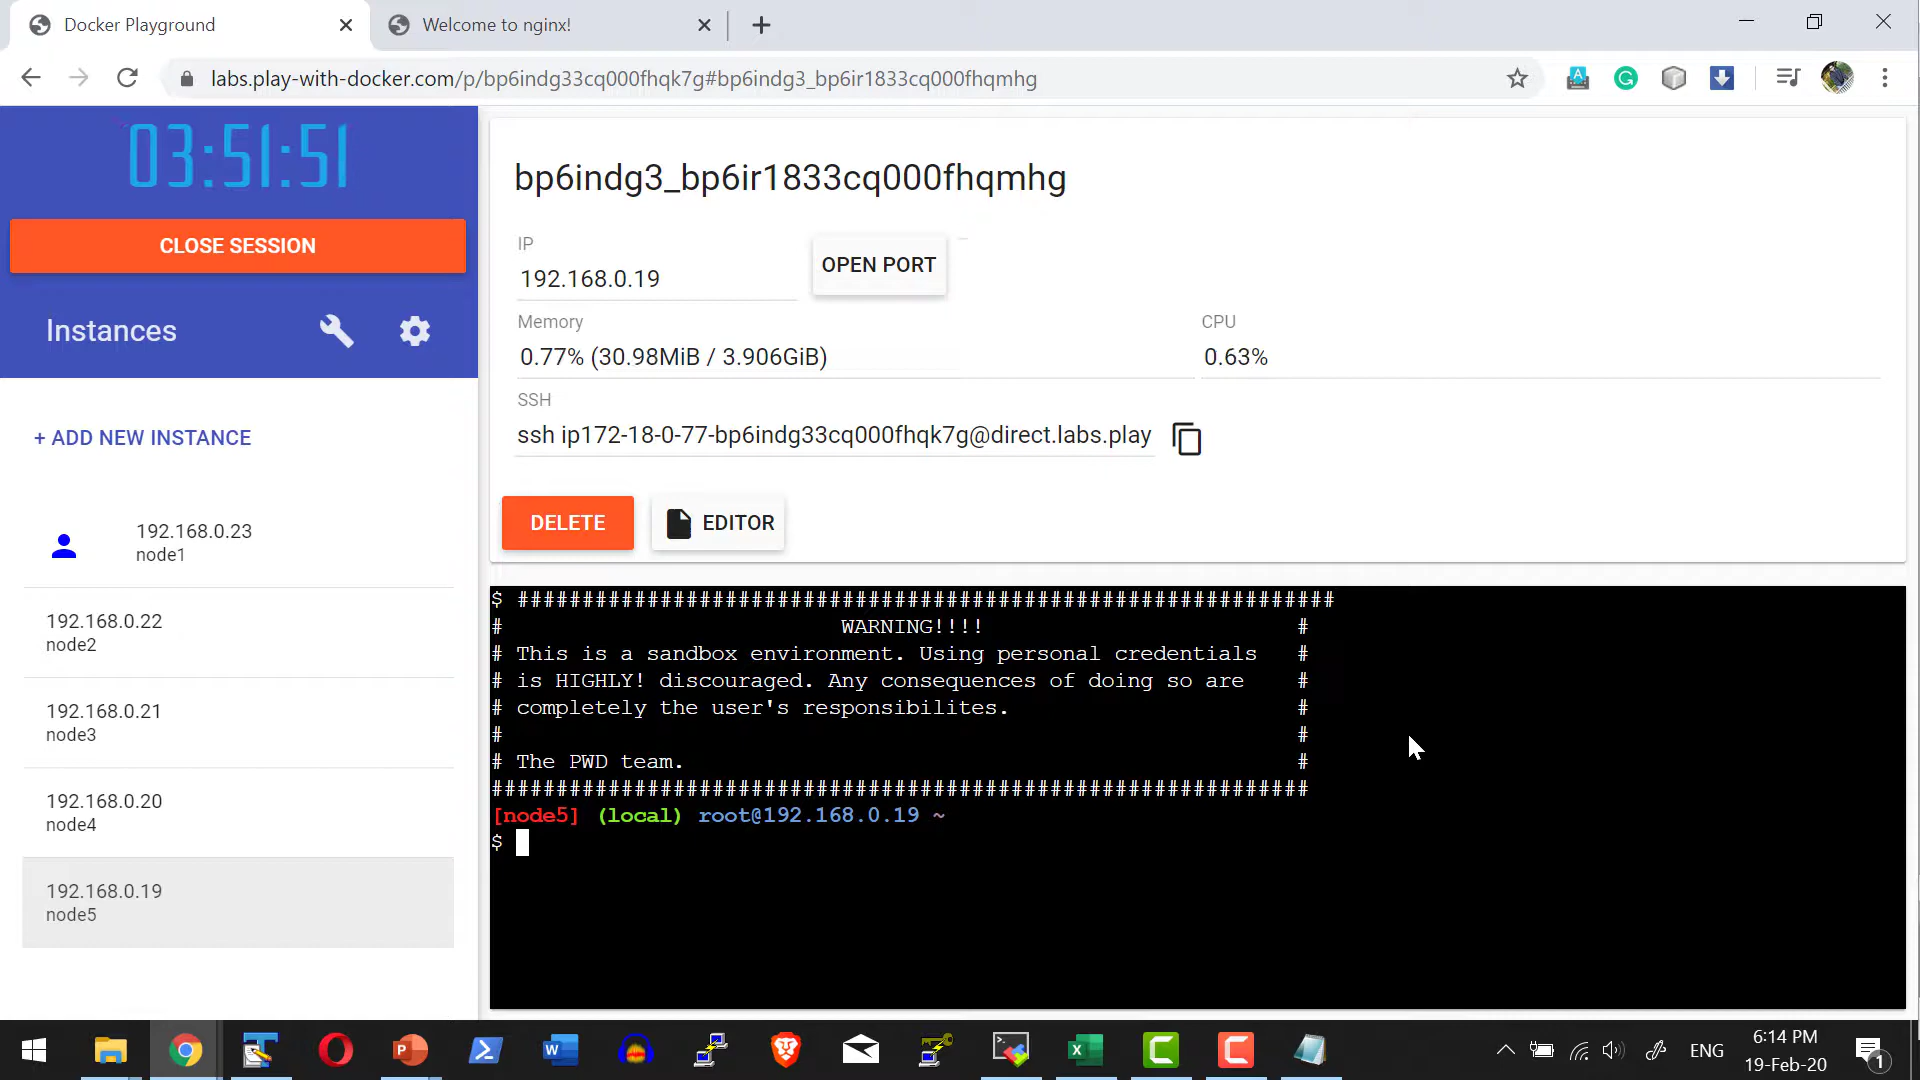 Docker Playground
Welcome to nginx!
labs.play-with-docker.com/p/bp6indg33cq000fhqk7g#bp6indg3_bp6ir1833cq000fhqmhg
03:51:51
CLOSE SESSION
Instances
+ ADD NEW INSTANCE
192.168.0.23
node1
192.168.0.22
node2
192.168.0.21
node3
192.168.0.20
node4
192.168.0.19
node5
bp6indg3_bp6ir1833cq000fhqmhg
IP
192.168.0.19
OPEN PORT
Memory
0.77% (30.98MiB / 3.906GiB)
CPU
0.63%
SSH
ssh ip172-18-0-77-bp6indg33cq000fhqk7g@direct.labs.play
DELETE
EDITOR
$ ###############################################################
# WARNING!!!! #
# This is a sandbox environment. Using personal credentials #
# is HIGHLY! discouraged. Any consequences of doing so are #
# completely the user's responsibilites. #
# #
# The PWD team. #
###############################################################
[node5] (local) root@192.168.0.19 ~
$
ENG
6:14 PM
19-Feb-20
1